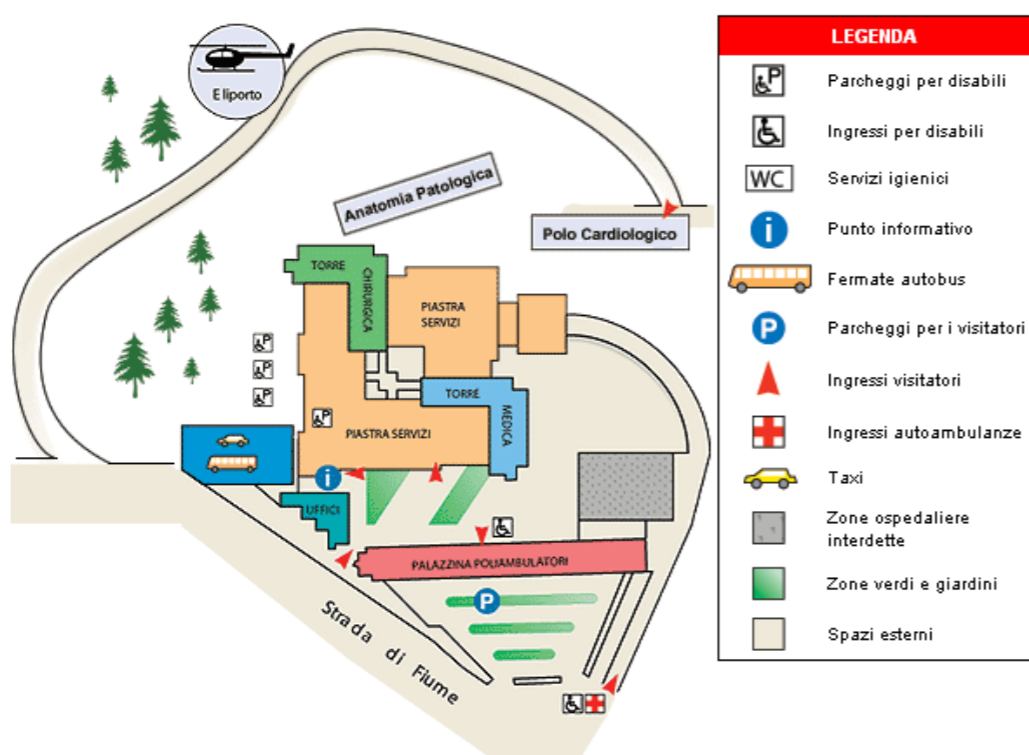 Eliporto
Anatomia Patologica
Polo Cardiologico
TORRE
CHIRURGICA
PIASTRA
SERVIZI
TORRE
MEDICA
P
P
P
P
PIASTRA SERVIZI
i
UFFICI
PALAZZINA POLIAMBULATORI
P
Strada di Fiume
LEGENDA
P
Parcheggi per disabili
Ingressi per disabili
WC
Servizi igienici
i
Punto informativo
Fermate autobus
P
Parcheggi per i visitatori
Ingressi visitatori
Ingressi autoambulanze
Taxi
Zone ospedaliere
interdette
Zone verdi e giardini
Spazi esterni